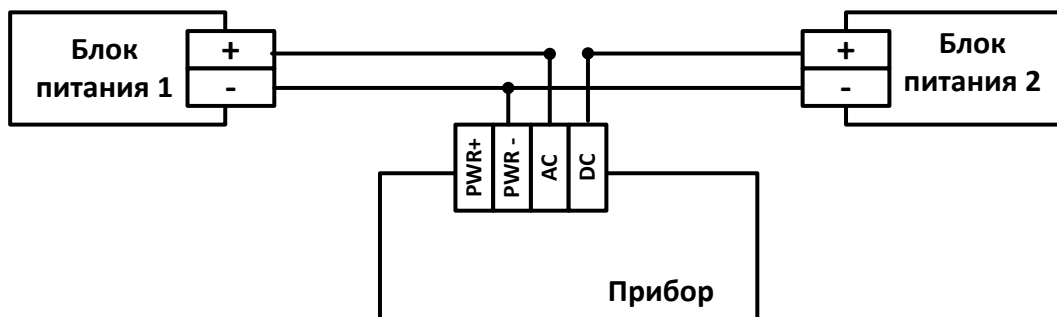 Блок
питания 1
+
-
+
-
Блок
питания 2
PWR+
PWR -
AC
DC
Прибор